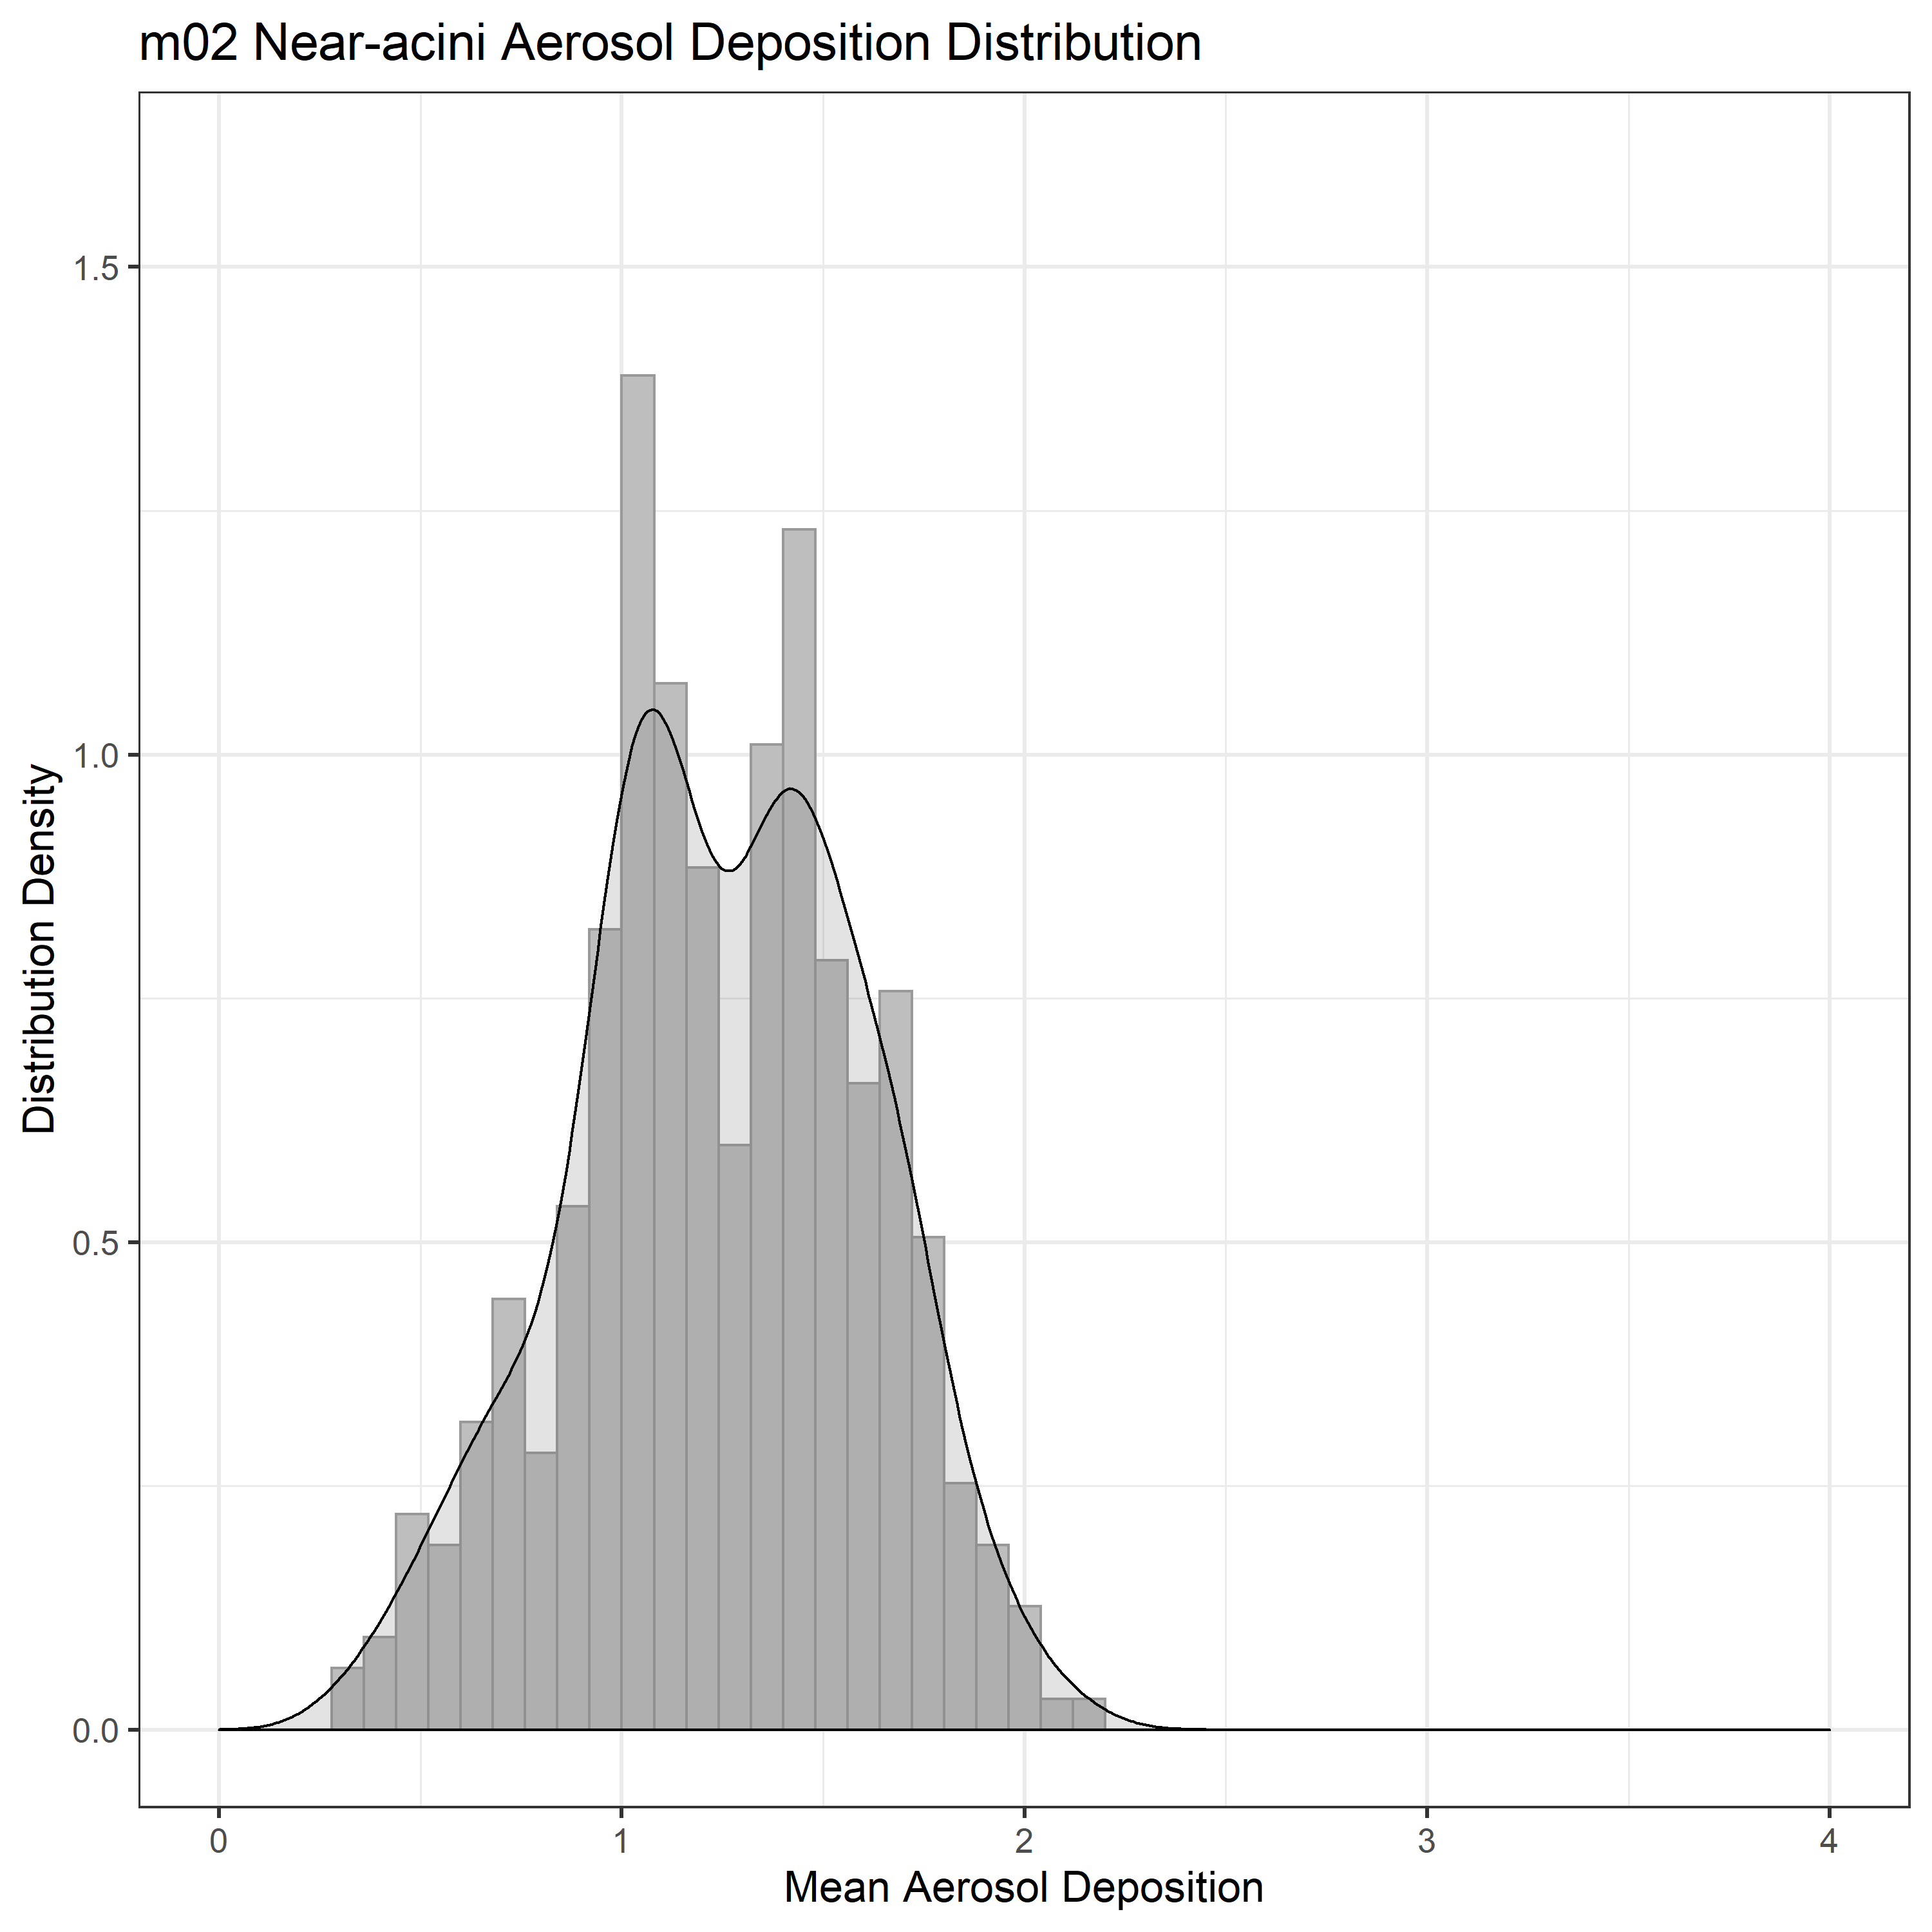 m02 Near-acini Aerosol Deposition Distribution
1.5
1.0
0.5
0.0
Distribution Density
0 1 2 3 4
Mean Aerosol Deposition